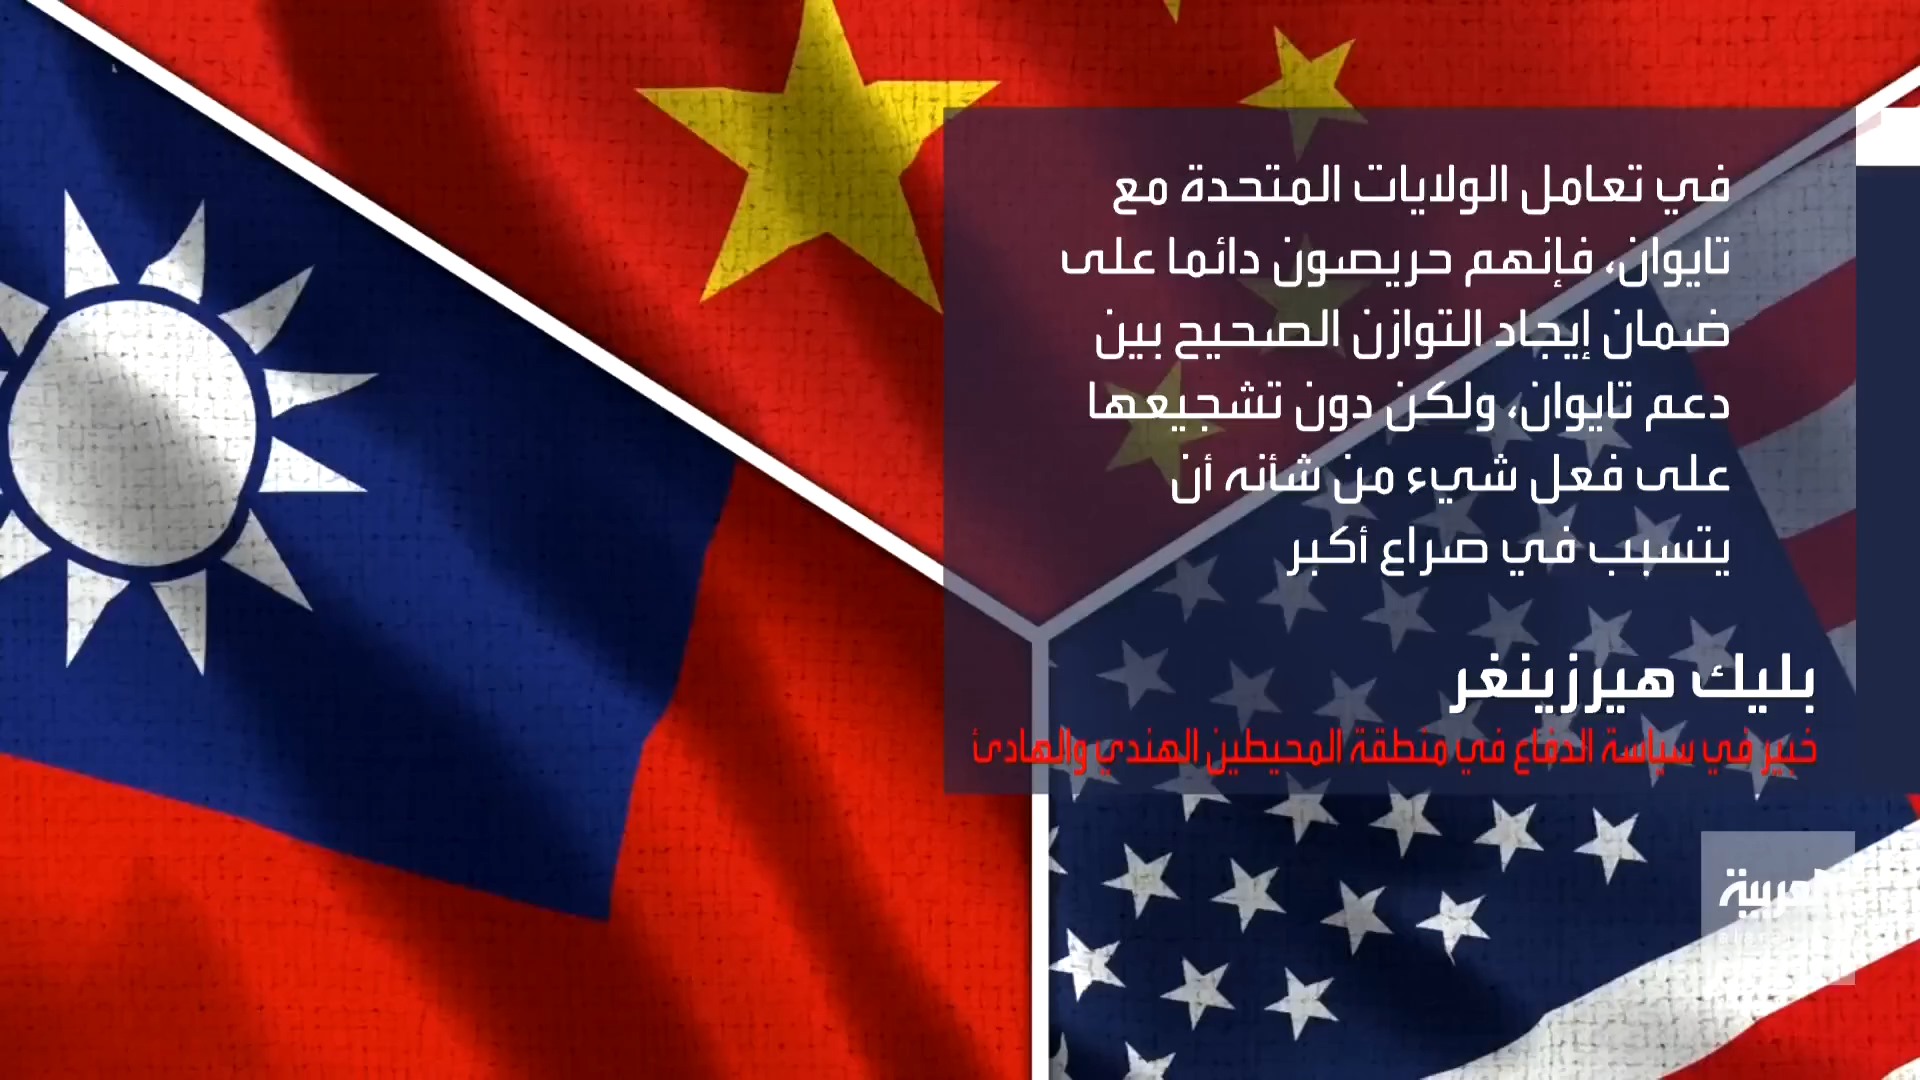 في تعامل الولايات المتحدة مع
تايوان، فإنهم حريصون دائما على
ضمان إيجاد التوازن الصحيح بين
دعم تايوان، ولكن دون تشجيعها
على فعل شيء من شأنه أن
يتسبب في صراع أكبر
بليك هيرزينغر
خبير في سياسة الدفاع في منطقة المحيطين الهندي والهادئ
العربية